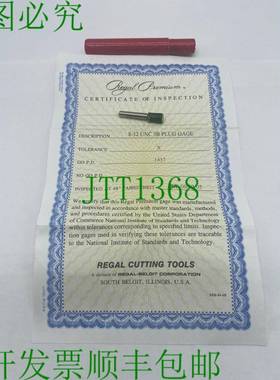 图必究
Regal Premium
CERTIFICATE OF INSPECTION
DESCRIPTION 8-32 UNC 3B PLUG GAGE
TOLERANCE X
GO P.D. 1437
NO GO P.D.
JTT1368
INSPECTED AT 68°
We certify that this Regal Precision gage was manufactured
and inspected in accordance with master standards, methods,
and procedures certified by the United States Department
of Commerce National Institute of Standards and Technology
within tolerances corresponding to specified limits. Inspection
gages used in verifying these tolerances are traceable
to the National Institute of Standards and Technology.
REGAL CUTTING TOOLS
A division of REGAL-BELOIT CORPORATION
SOUTH BELOIT, ILLINOIS, U.S.A.
开发票顺丰包邮